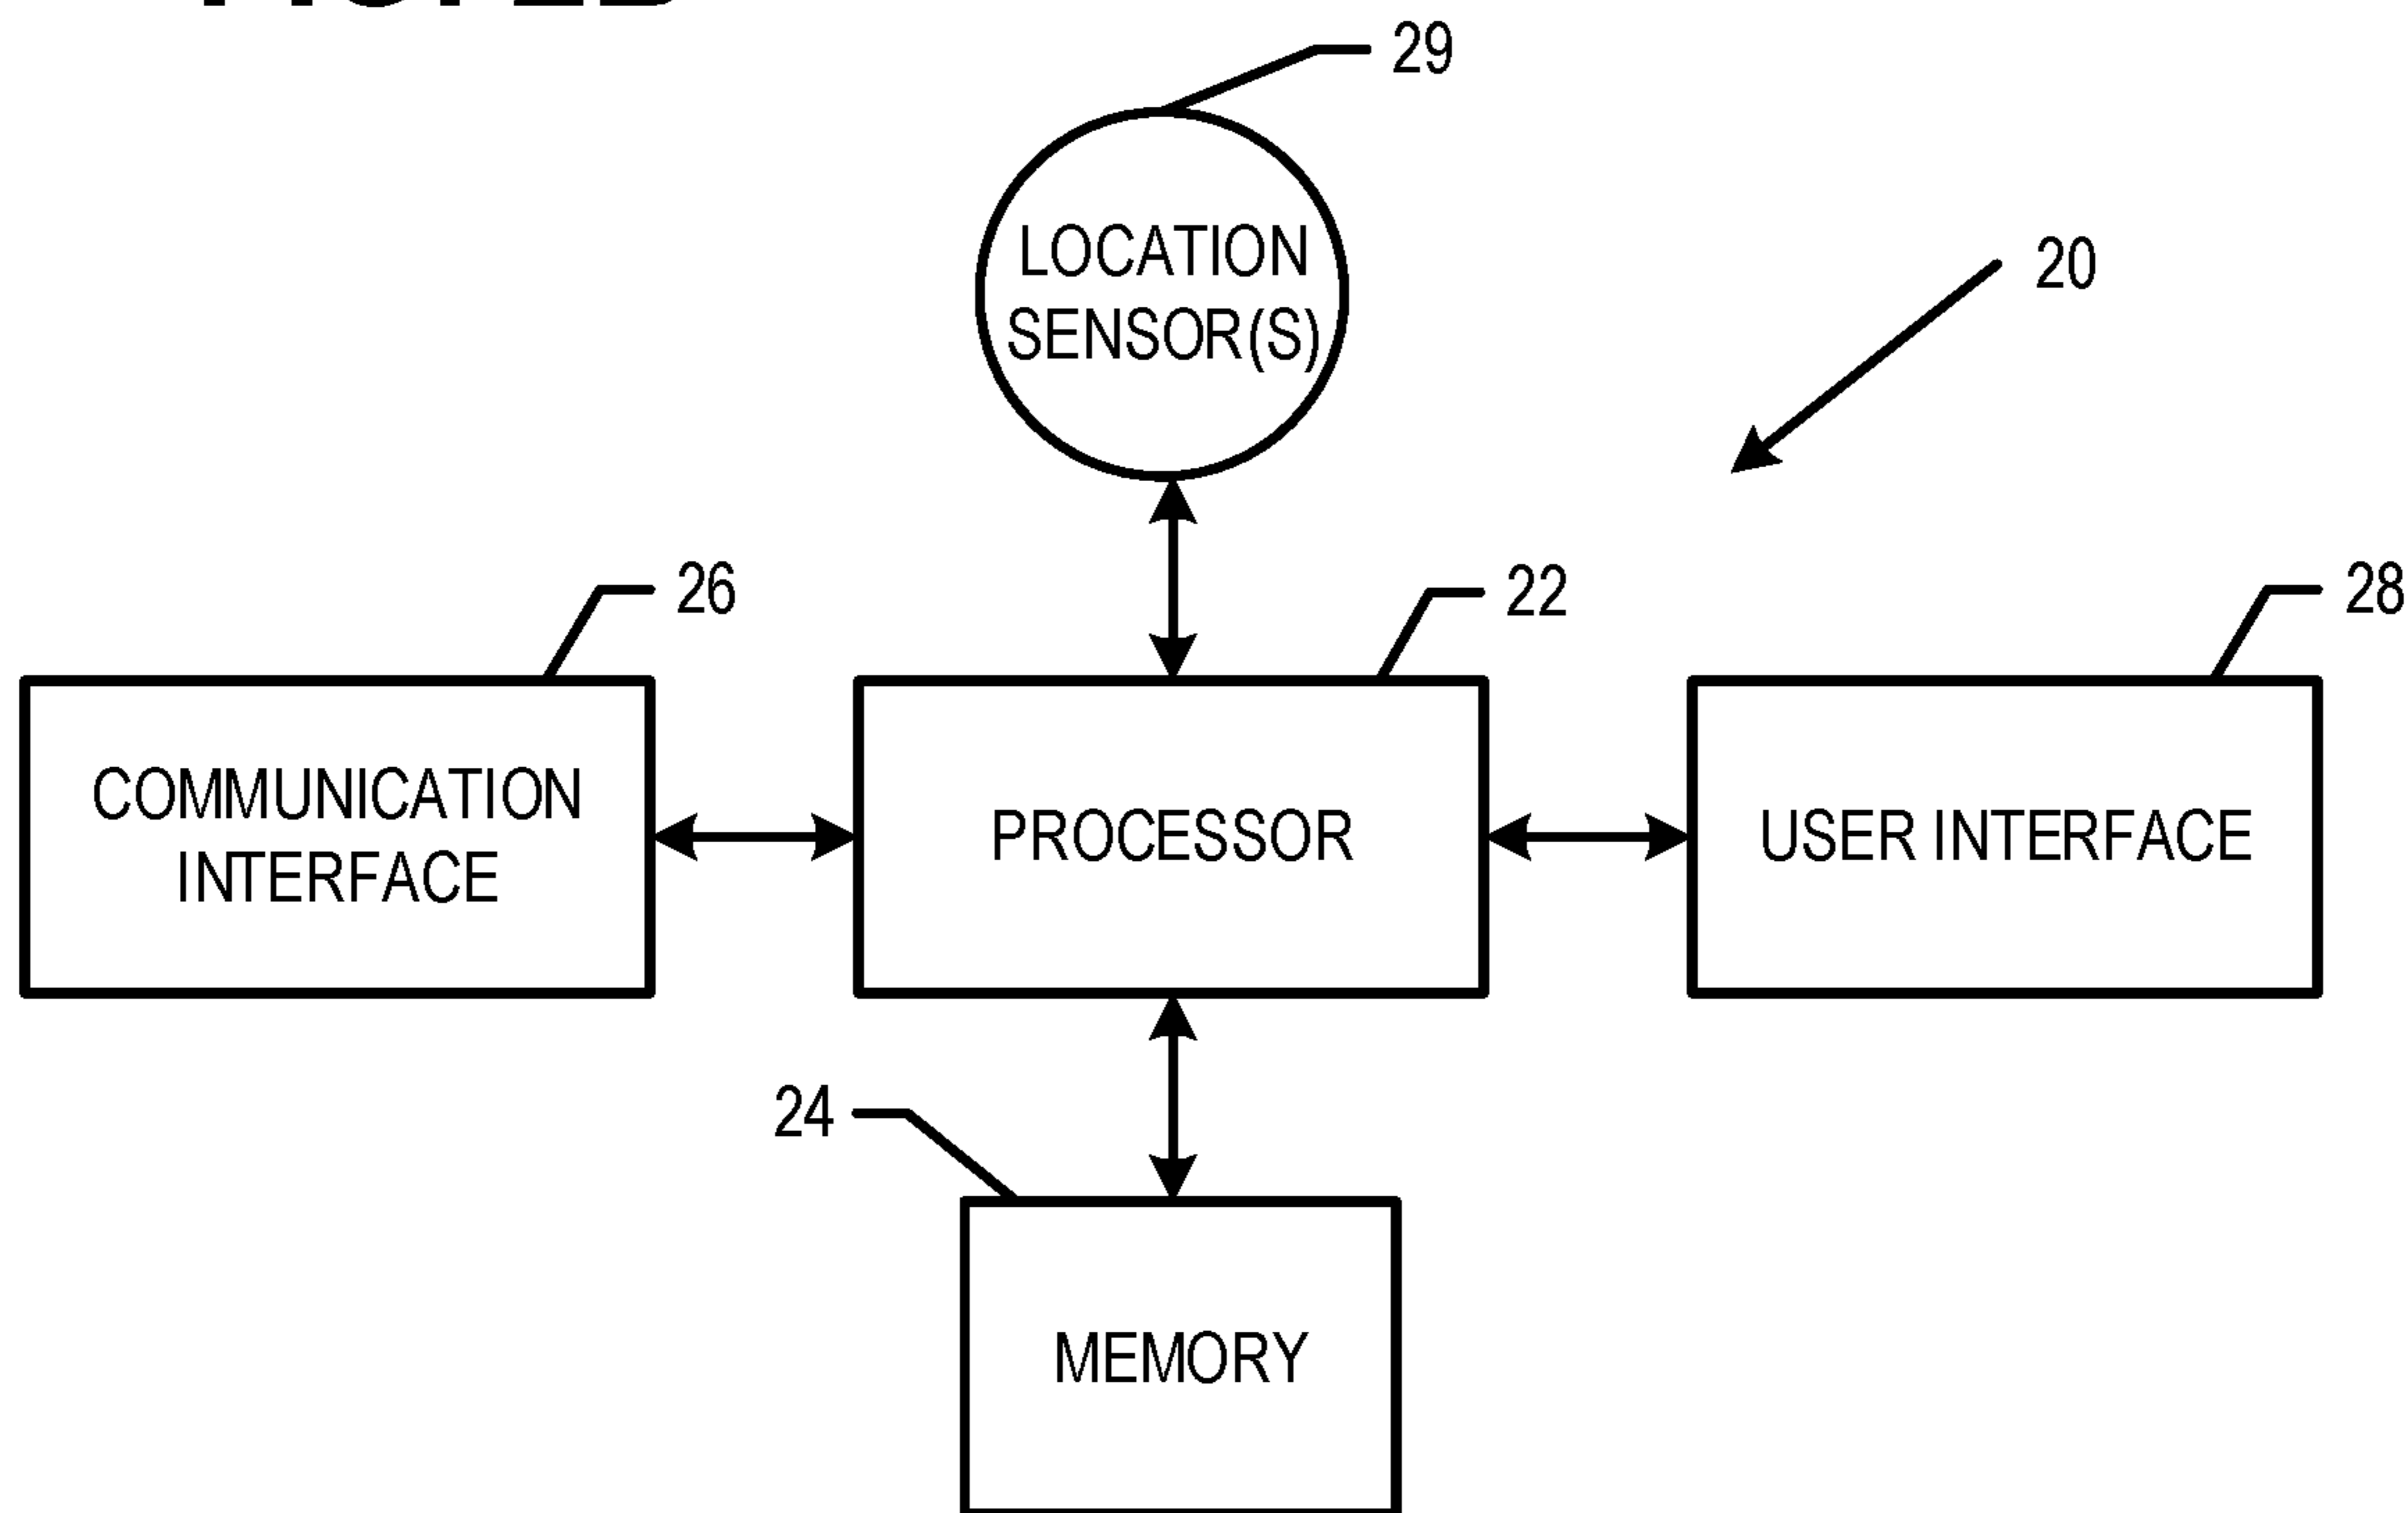 29
LOCATION
SENSOR(S)
20
26
22
28
COMMUNICATION
INTERFACE
PROCESSOR
USER INTERFACE
24
MEMORY